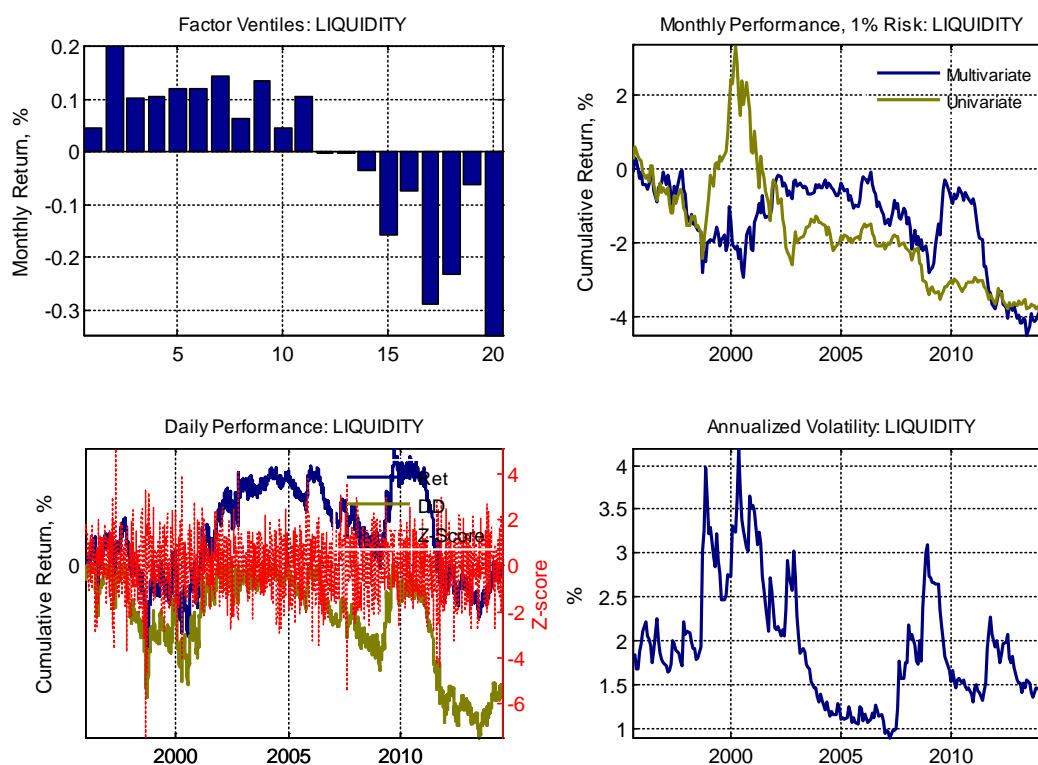 Factor Ventiles: LIQUIDITY
0.2
0.1
0
-0.1
-0.2
-0.3
Monthly Return, %
5
10
15
20
Monthly Performance, 1% Risk: LIQUIDITY
Multivariate
Univariate
2
0
-2
-4
Cumulative Return, %
2000
2005
2010
Daily Performance: LIQUIDITY
Ret
DD
Z-Score
0
Cumulative Return, %
4
2
0
-2
-4
-6
Z-score
2000
2005
2010
Annualized Volatility: LIQUIDITY
4
3.5
3
2.5
2
1.5
1
%
2000
2005
2010